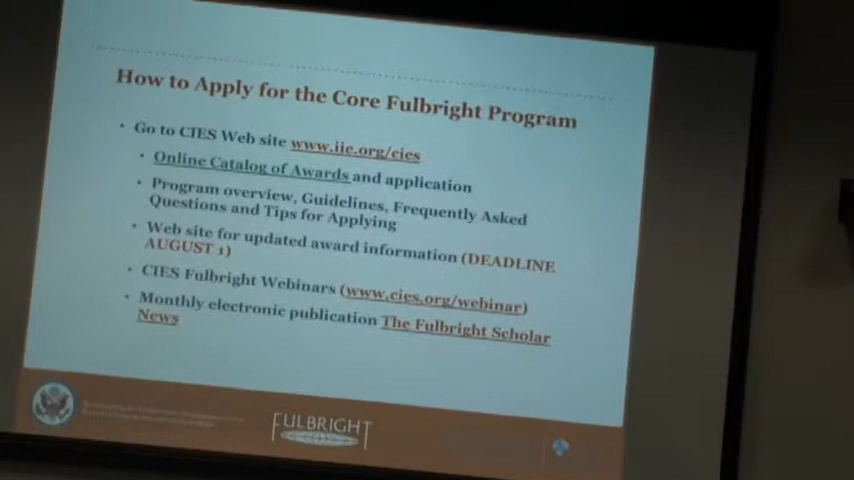 How to Apply for the Core Fulbright Program
• Go to CIES Web site www.iie.org/cies
• Online Catalog of Awards and application
• Program overview, Guidelines, Frequently Asked
Questions and Tips for Applying
• Web site for updated award information (DEADLINE
AUGUST 1)
• CIES Fulbright Webinars (www.cies.org/webinar)
• Monthly electronic publication The Fulbright Scholar
News
FULBRIGHT